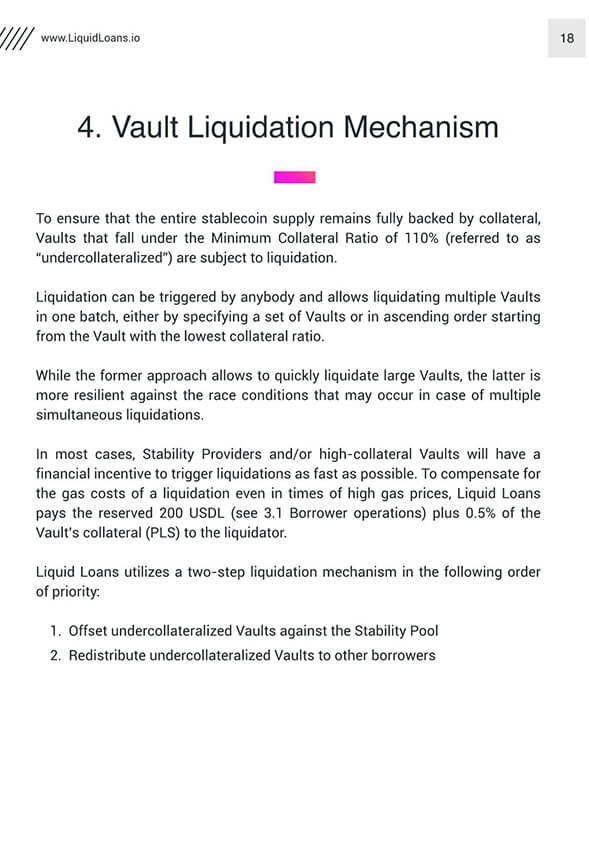 www.LiquidLoans.io
18
4. Vault Liquidation Mechanism
To ensure that the entire stablecoin supply remains fully backed by collateral,
Vaults that fall under the Minimum Collateral Ratio of 110% (referred to as
“undercollateralized”) are subject to liquidation.
Liquidation can be triggered by anybody and allows liquidating multiple Vaults
in one batch, either by specifying a set of Vaults or in ascending order starting
from the Vault with the lowest collateral ratio.
While the former approach allows to quickly liquidate large Vaults, the latter is
more resilient against the race conditions that may occur in case of multiple
simultaneous liquidations.
In most cases, Stability Providers and/or high-collateral Vaults will have a
financial incentive to trigger liquidations as fast as possible. To compensate for
the gas costs of a liquidation even in times of high gas prices, Liquid Loans
pays the reserved 200 USDL (see 3.1 Borrower operations) plus 0.5% of the
Vault's collateral (PLS) to the liquidator.
Liquid Loans utilizes a two-step liquidation mechanism in the following order
of priority:
1. Offset undercollateralized Vaults against the Stability Pool
2. Redistribute undercollateralized Vaults to other borrowers